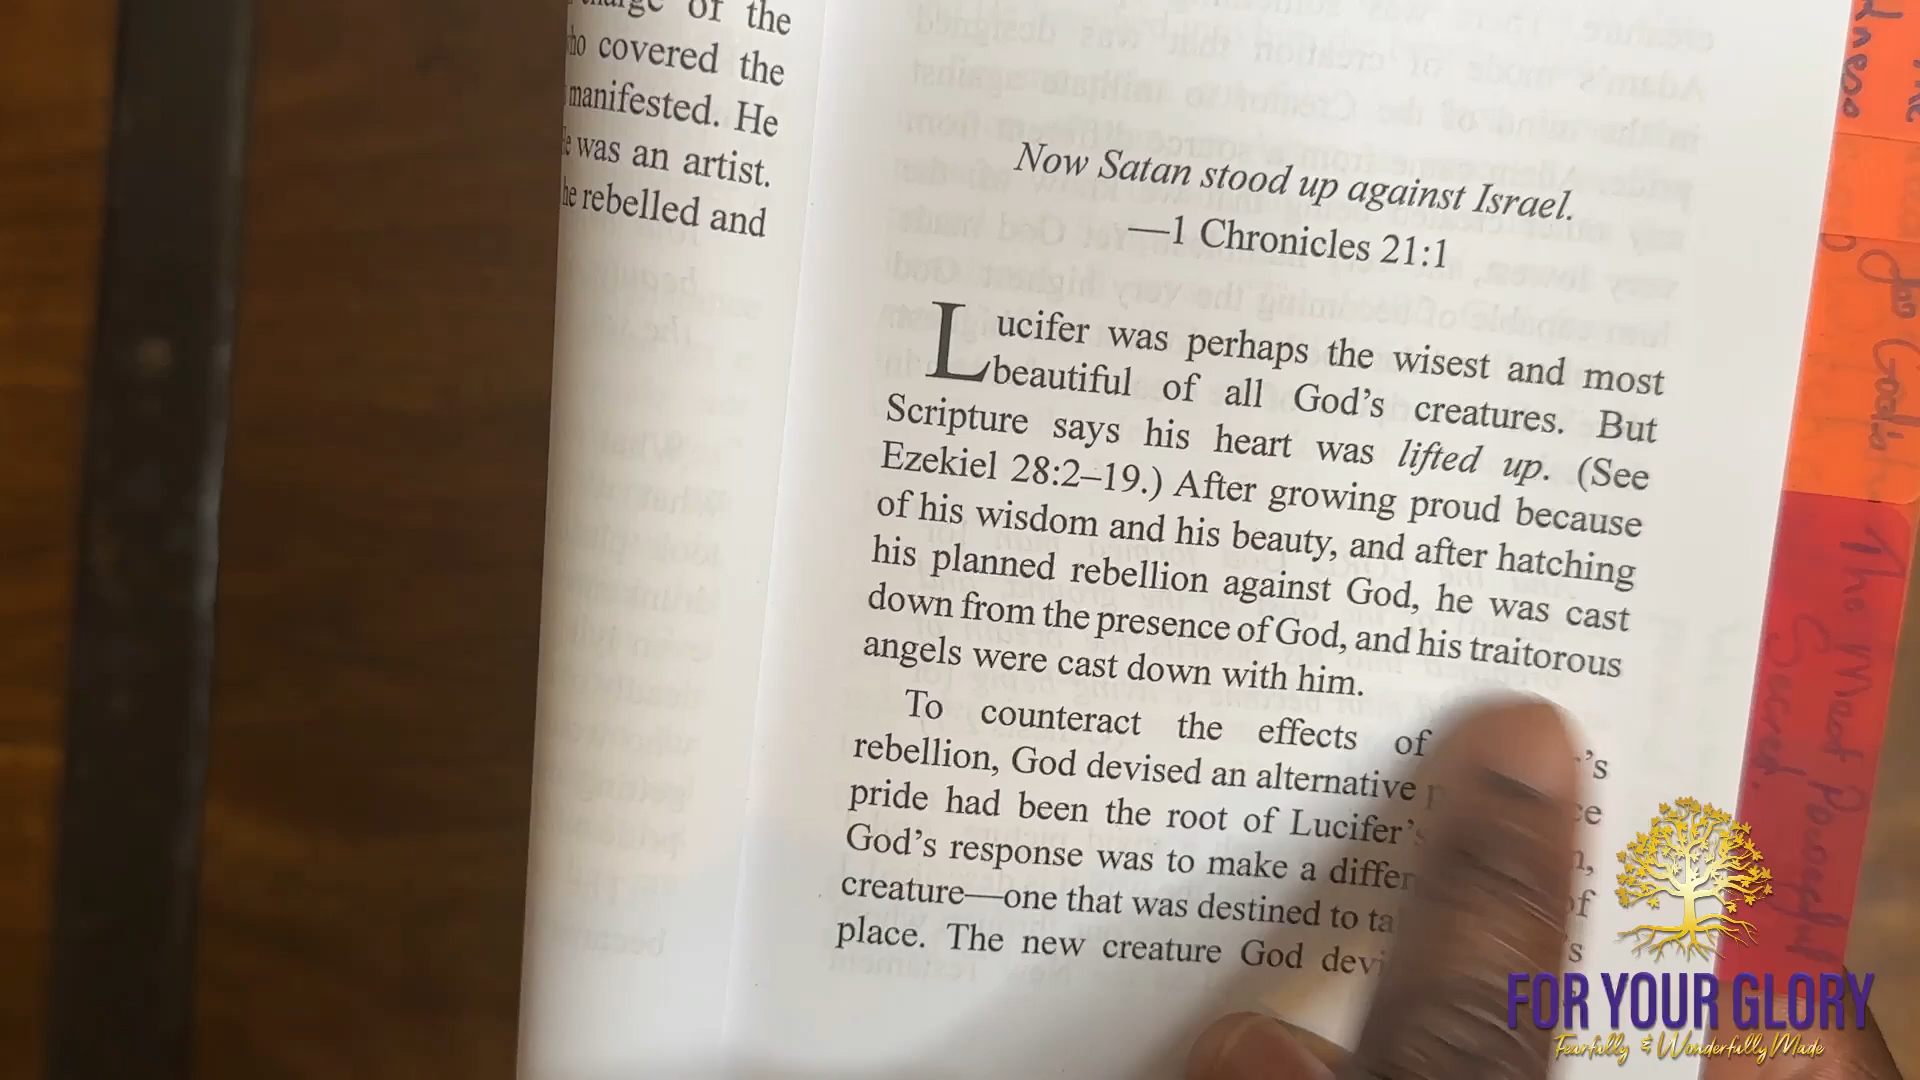 of the
covered the
manifested. He
was an artist.
he rebelled and
Now Satan stood up against Israel.
—1 Chronicles 21:1
Lucifer was perhaps the wisest and most
beautiful of all God's creatures. But
Scripture says his heart was lifted up. (See
Ezekiel 28:2–19.) After growing proud because
of his wisdom and his beauty, and after hatching
his planned rebellion against God, he was cast
down from the presence of God, and his traitorous
angels were cast down with him.
To counteract the effects of 's
rebellion, God devised an alternative
pride had been the root of Lucifer's
God's response was to make a
creature—one that was destined to
place. The new creature God
The Most Powerful
Secret.
FOR YOUR GLORY
Fearfully & Wonderfully Made